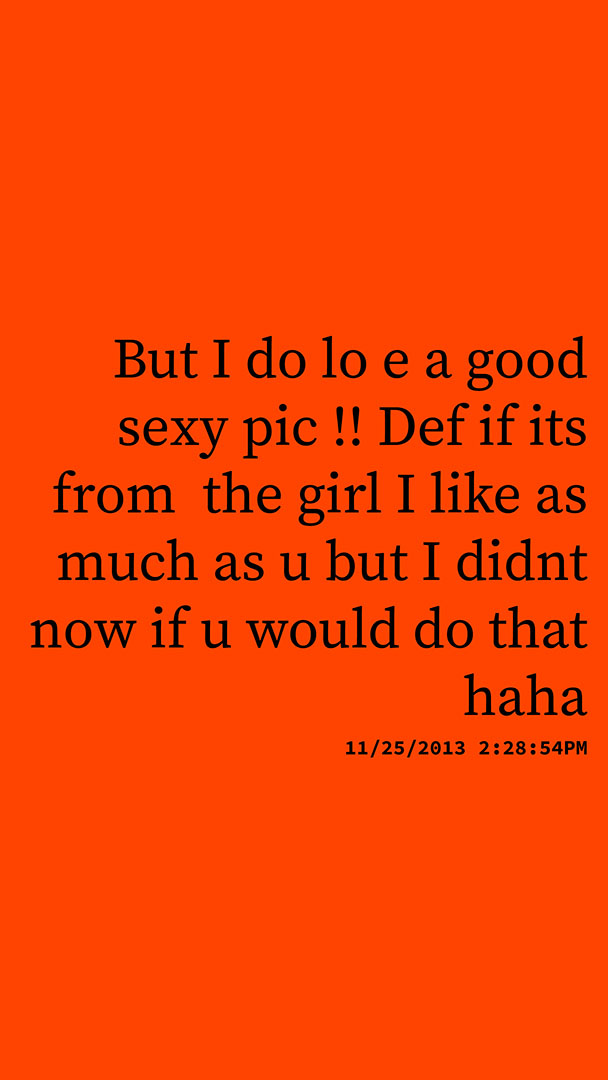 But I do lo e a good
sexy pic !! Def if its
from  the girl I like as
much as u but I didnt
now if u would do that
haha
11/25/2013 2:28:54PM